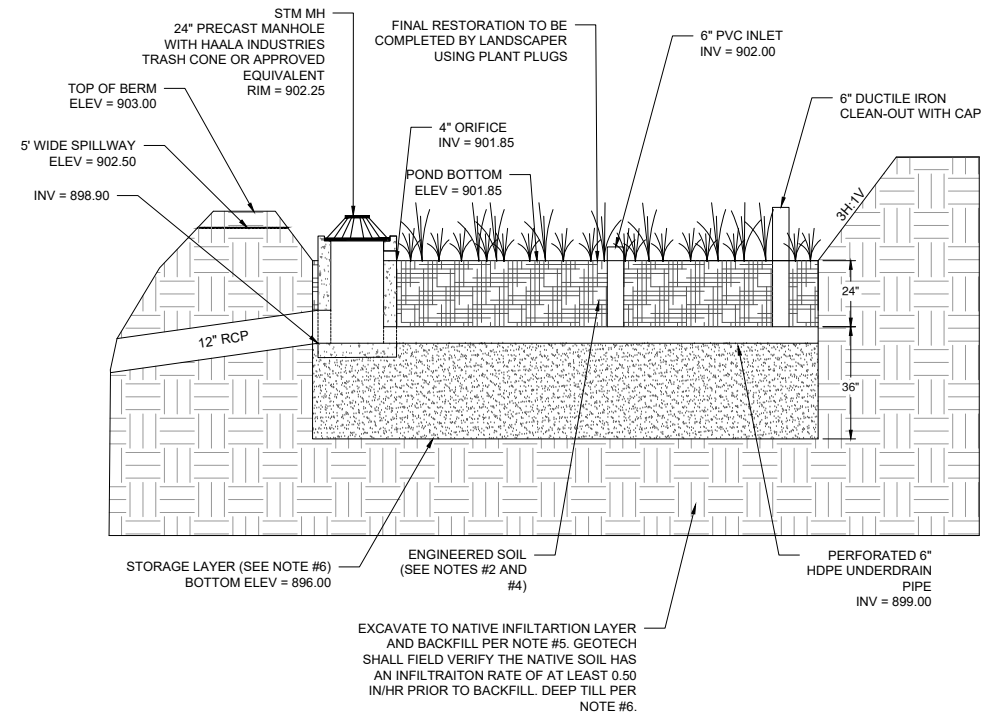 STM MH
24" PRECAST MANHOLE
WITH HAALA INDUSTRIES
TRASH CONE OR APPROVED
EQUIVALENT
RIM = 902.25
FINAL RESTORATION TO BE
COMPLETED BY LANDSCAPER
USING PLANT PLUGS
6" PVC INLET
INV = 902.00
TOP OF BERM
ELEV = 903.00
6" DUCTILE IRON
CLEAN-OUT WITH CAP
5' WIDE SPILLWAY
ELEV = 902.50
4" ORIFICE
INV = 901.85
POND BOTTOM
ELEV = 901.85
INV = 898.90
3H:1V
24"
12" RCP
36"
STORAGE LAYER (SEE NOTE #6)
BOTTOM ELEV = 896.00
ENGINEERED SOIL
(SEE NOTES #2 AND
#4)
PERFORATED 6"
HDPE UNDERDRAIN
PIPE
INV = 899.00
EXCAVATE TO NATIVE INFILTARTION LAYER
AND BACKFILL PER NOTE #5. GEOTECH
SHALL FIELD VERIFY THE NATIVE SOIL HAS
AN INFILTRAITON RATE OF AT LEAST 0.50
IN/HR PRIOR TO BACKFILL. DEEP TILL PER
NOTE #6.